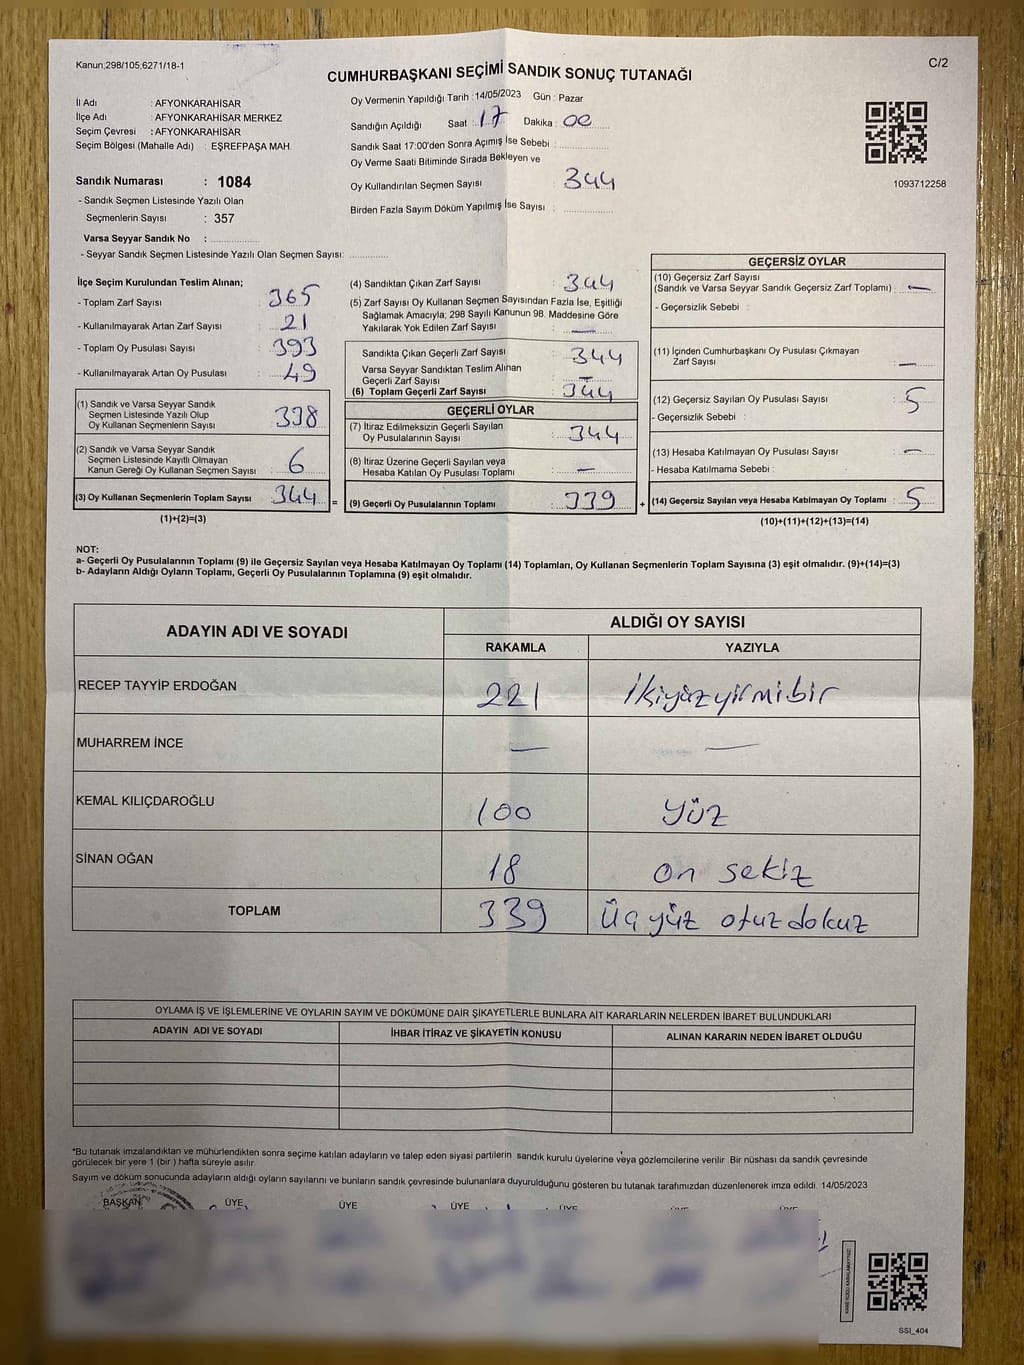 Kanun;298/105,6271/18-1
C/2
CUMHURBAŞKANI SEÇİMİ SANDIK SONUÇ TUTANAĞI
İl Adı : AFYONKARAHİSAR
İlçe Adı : AFYONKARAHİSAR MERKEZ
Seçim Çevresi : AFYONKARAHİSAR
Seçim Bölgesi (Mahalle Adı) : EŞREFPAŞA MAH.
Sandık Numarası : 1084
- Sandık Seçmen Listesinde Yazılı Olan
Seçmenlerin Sayısı : 357
Varsa Seyyar Sandık No :
- Seyyar Sandık Seçmen Listesinde Yazılı Olan Seçmen Sayısı:
Oy Vermenin Yapıldığı Tarih : 14/05/2023 Gün : Pazar
Sandığın Açıldığı Saat : 17 Dakika : 00
Sandık Saat 17:00'den Sonra Açımış İse Sebebi :
Oy Verme Saati Bitiminde Sırada Bekleyen ve
Oy Kullandırılan Seçmen Sayısı : 344
Birden Fazla Sayım Döküm Yapılmış İse Sayısı :
1093712258
İlçe Seçim Kurulundan Teslim Alınan;
- Toplam Zarf Sayısı : 365
- Kullanılmayarak Artan Zarf Sayısı : 21
- Toplam Oy Pusulası Sayısı : 393
- Kullanılmayarak Artan Oy Pusulası : 49
(1) Sandık ve Varsa Seyyar Sandık
Seçmen Listesinde Yazılı Olup
Oy Kullanan Seçmenlerin Sayısı : 338
(2) Sandık ve Varsa Seyyar Sandık
Seçmen Listesinde Kayıtlı Olmayan
Kanun Gereği Oy Kullanan Seçmen Sayısı : 6
(3) Oy Kullanan Seçmenlerin Toplam Sayısı : 344 =
(1)+(2)=(3)
(4) Sandıktan Çıkan Zarf Sayısı : 344
(5) Zarf Sayısı Oy Kullanan Seçmen Sayısından Fazla İse, Eşitliği
Sağlamak Amacıyla; 298 Sayılı Kanunun 98. Maddesine Göre
Yakılarak Yok Edilen Zarf Sayısı : —
Sandıkta Çıkan Geçerli Zarf Sayısı : 344
Varsa Seyyar Sandıktan Teslim Alınan
Geçerli Zarf Sayısı : —
(6) Toplam Geçerli Zarf Sayısı : 344
GEÇERLİ OYLAR
(7) İtiraz Edilmeksizin Geçerli Sayılan
Oy Pusulalarının Sayısı : 344
(8) İtiraz Üzerine Geçerli Sayılan veya
Hesaba Katılan Oy Pusulası Toplamı : —
(9) Geçerli Oy Pusulalarının Toplamı : 339 +
GEÇERSİZ OYLAR
(10) Geçersiz Zarf Sayısı
(Sandık ve Varsa Seyyar Sandık Geçersiz Zarf Toplamı) : —
- Geçersizlik Sebebi :
(11) İçinden Cumhurbaşkanı Oy Pusulası Çıkmayan
Zarf Sayısı : —
(12) Geçersiz Sayılan Oy Pusulası Sayısı : 5
- Geçersizlik Sebebi :
(13) Hesaba Katılmayan Oy Pusulası Sayısı : —
- Hesaba Katılmama Sebebi :
(14) Geçersiz Sayılan veya Hesaba Katılmayan Oy Toplamı : 5
(10)+(11)+(12)+(13)=(14)
NOT:
a- Geçerli Oy Pusulalarının Toplamı (9) ile Geçersiz Sayılan veya Hesaba Katılmayan Oy Toplamı (14) Toplamları, Oy Kullanan Seçmenlerin Toplam Sayısına (3) eşit olmalıdır. (9)+(14)=(3)
b- Adayların Aldığı Oyların Toplamı, Geçerli Oy Pusulalarının Toplamına (9) eşit olmalıdır.
ADAYIN ADI VE SOYADI
ALDIĞI OY SAYISI
RAKAMLA YAZIYLA
RECEP TAYYİP ERDOĞAN 221 İkiyüzyirmibir
MUHARREM İNCE — —
KEMAL KILIÇDAROĞLU 100 yüz
SİNAN OĞAN 18 on sekiz
TOPLAM 339 Üçyüz otuzdokuz
OYLAMA İŞ VE İŞLEMLERİNE VE OYLARIN SAYIM VE DÖKÜMÜNE DAİR ŞİKAYETLERLE BUNLARA AİT KARARLARIN NELERDEN İBARET BULUNDUKLARI
ADAYIN ADI VE SOYADI İHBAR İTİRAZ VE ŞİKAYETİN KONUSU ALINAN KARARIN NEDEN İBARET OLDUĞU
*Bu tutanak imzalandıktan ve mühürlendikten sonra seçime katılan adayların ve talep eden siyasi partilerin sandık kurulu üyelerine veya gözlemcilerine verilir. Bir nüshası da sandık çevresinde
görülecek bir yere 1 (bir) hafta süreyle asılır
Sayım ve döküm sonucunda adayların aldığı oyların sayılarını ve bunların sandık çevresinde bulunanlara duyurulduğunu gösteren bu tutanak tarafımızdan düzenlenerek imza edildi. 14/05/2023
BAŞKAN ÜYE ÜYE ÜYE ÜYE
SSI_404